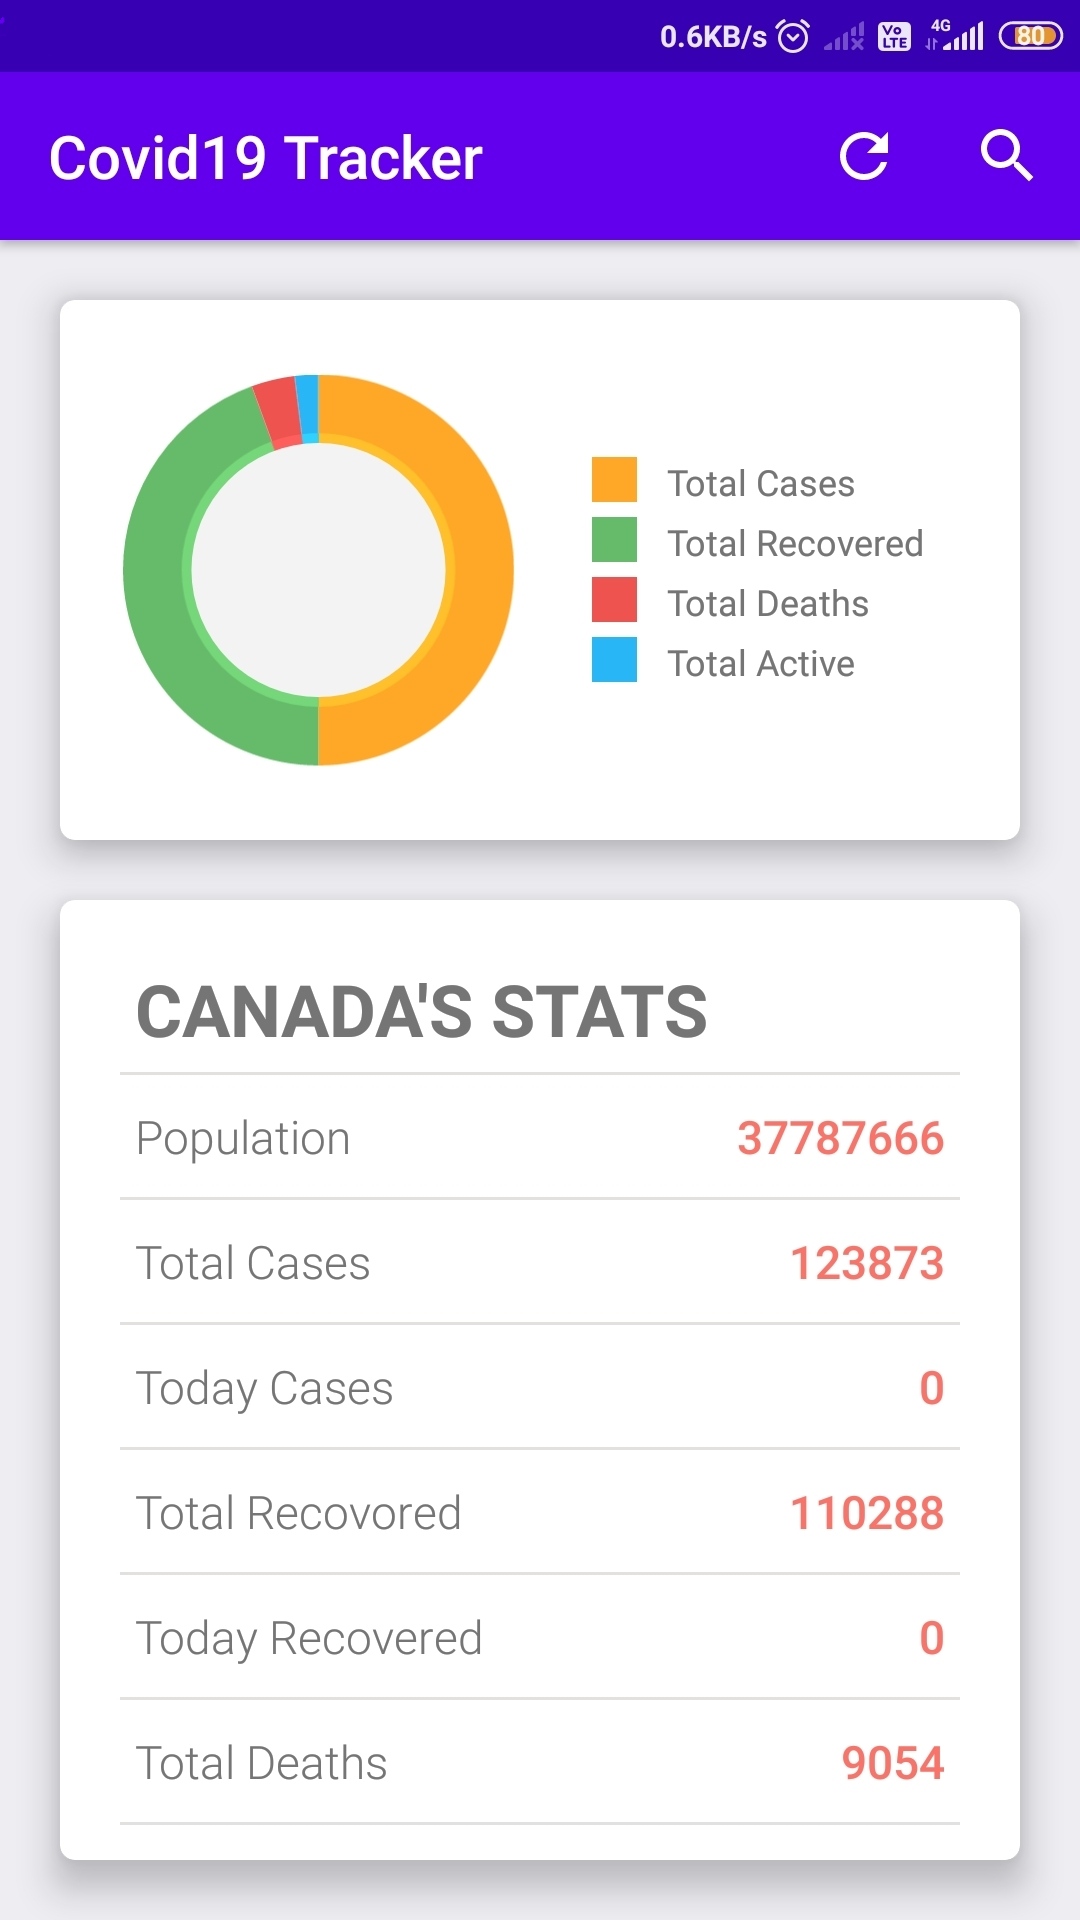 0.6KB/s Vo LTE 4G 80
Covid19 Tracker
Total Cases
Total Recovered
Total Deaths
Total Active
CANADA'S STATS
Population 37787666
Total Cases 123873
Today Cases 0
Total Recovored 110288
Today Recovered 0
Total Deaths 9054